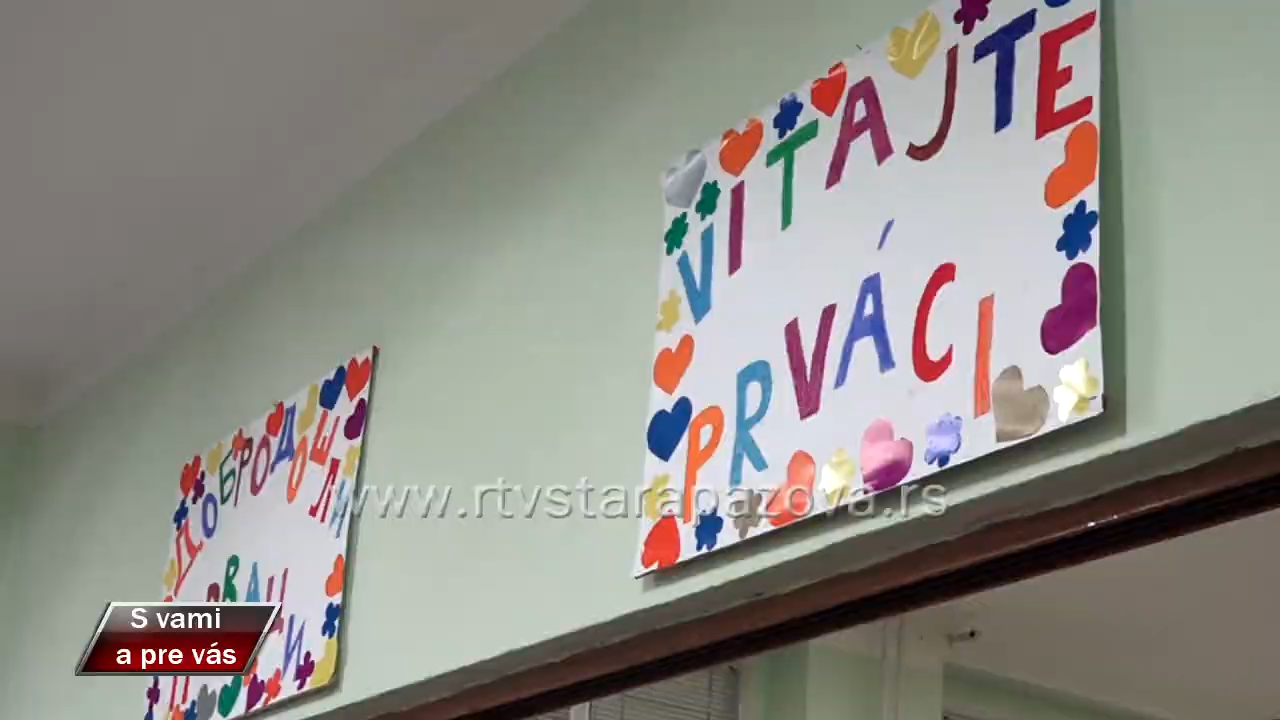 VITAJTE
PRVÁCI
ДОБРОДОШЛИ
www.rtvstarapazova.rs
S vami
a pre vás